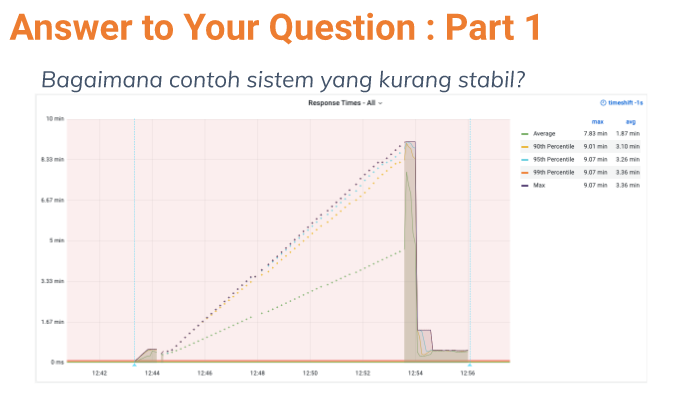 Answer to Your Question : Part 1
Bagaimana contoh sistem yang kurang stabil?
Response Times - All
timeshift -1s
max avg
Average 7.83 min 1.87 min
90th Percentile 9.01 min 3.10 min
95th Percentile 9.07 min 3.26 min
99th Percentile 9.07 min 3.36 min
Max 9.07 min 3.36 min
10 min
8.33 min
6.67 min
5 min
3.33 min
1.67 min
0 ms
12:42 12:44 12:46 12:48 12:50 12:52 12:54 12:56